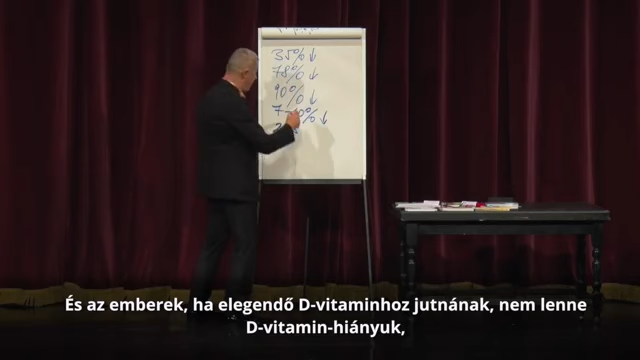 35% ↓
78% ↓
90% ↓
És az emberek, ha elegendő D-vitaminhoz jutnának, nem lenne
D-vitamin-hiányuk,